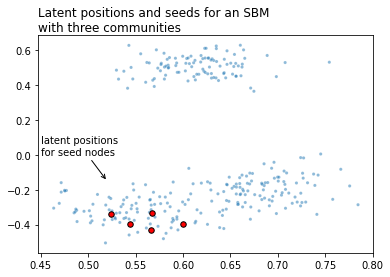 Latent positions and seeds for an SBM
with three communities
0.6
0.4
0.2
0.0
−0.2
−0.4
latent positions
for seed nodes
0.45 0.50 0.55 0.60 0.65 0.70 0.75 0.80